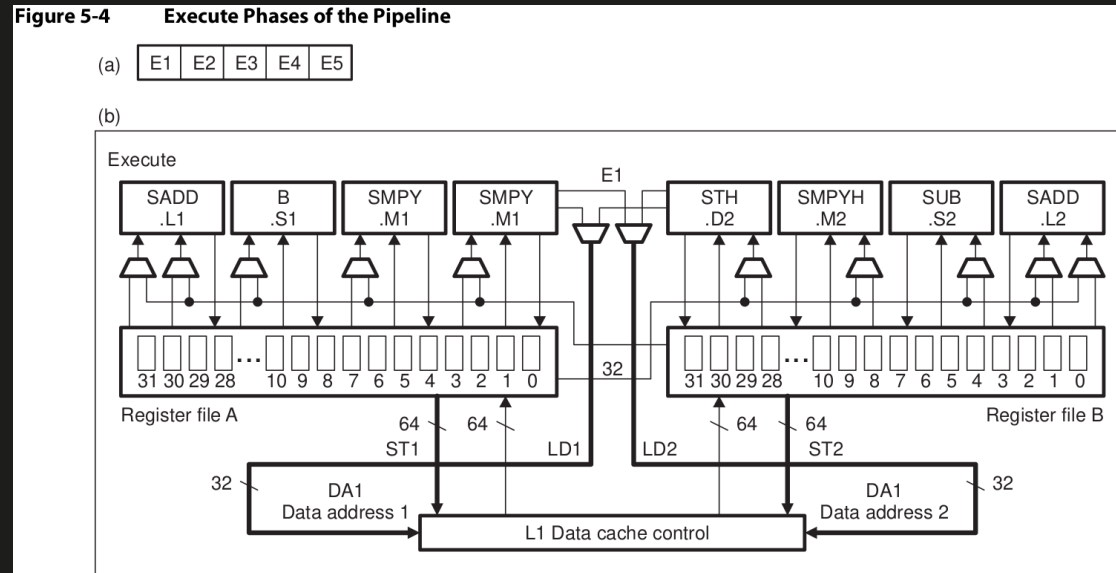 Figure 5-4 Execute Phases of the Pipeline
(a) E1 E2 E3 E4 E5
(b)
Execute
E1
SADD B SMPY SMPY STH SMPYH SUB SADD
.L1 .S1 .M1 .M1 .D2 .M2 .S2 .L2
32
31 30 29 28 ... 10 9 8 7 6 5 4 3 2 1 0 31 30 29 28 ... 10 9 8 7 6 5 4 3 2 1 0
Register file A Register file B
64 64 64 64
ST1 LD1 LD2 ST2
32 DA1 DA1 32
Data address 1 Data address 2
L1 Data cache control